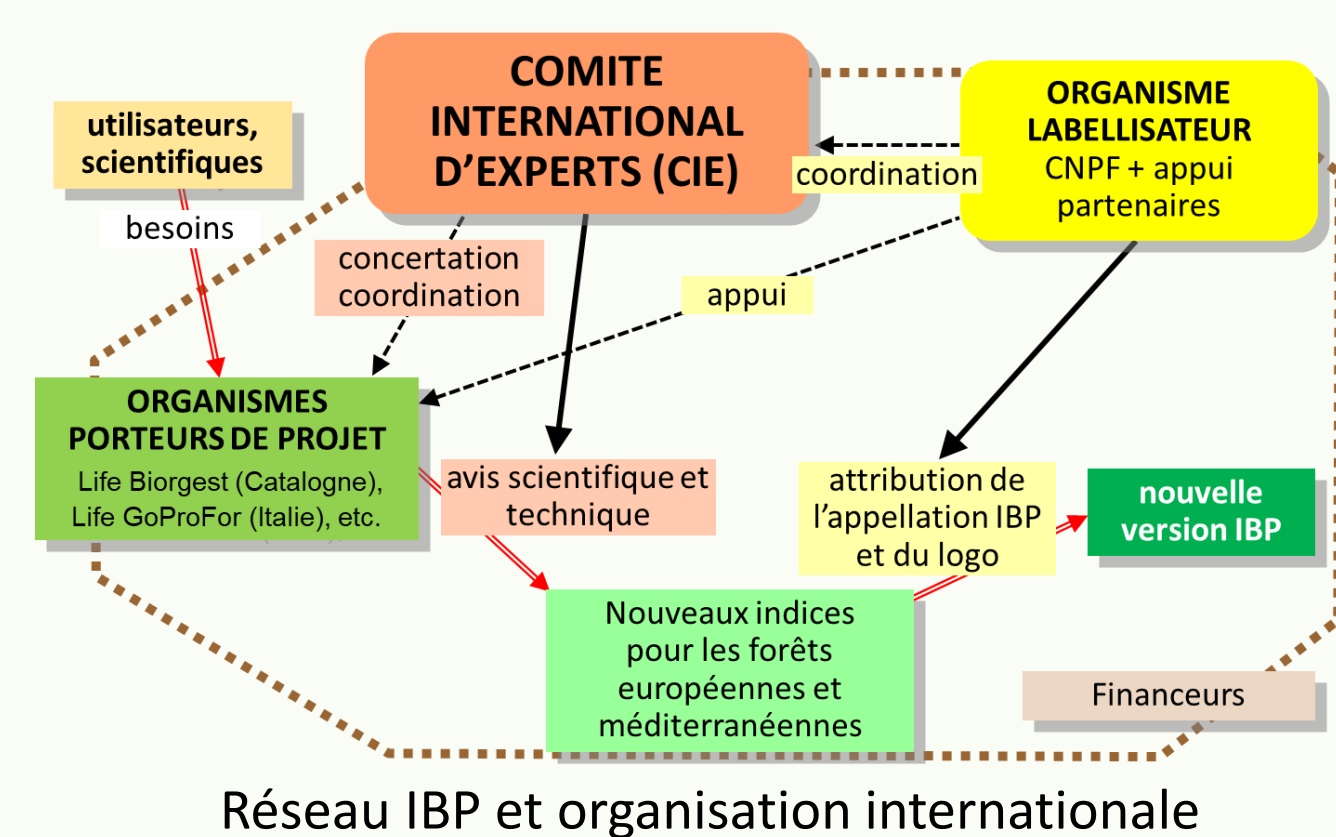 COMITE
INTERNATIONAL
D’EXPERTS (CIE)
ORGANISME
LABELLISATEUR
CNPF + appui
partenaires
utilisateurs,
scientifiques
coordination
besoins
concertation
coordination
appui
ORGANISMES
PORTEURS DE PROJET
Life Biorgest (Catalogne),
Life GoProFor (Italie), etc.
avis scientifique et
technique
attribution de
l’appellation IBP
et du logo
nouvelle
version IBP
Nouveaux indices
pour les forêts
européennes et
méditerranéennes
Financeurs
Réseau IBP et organisation internationale